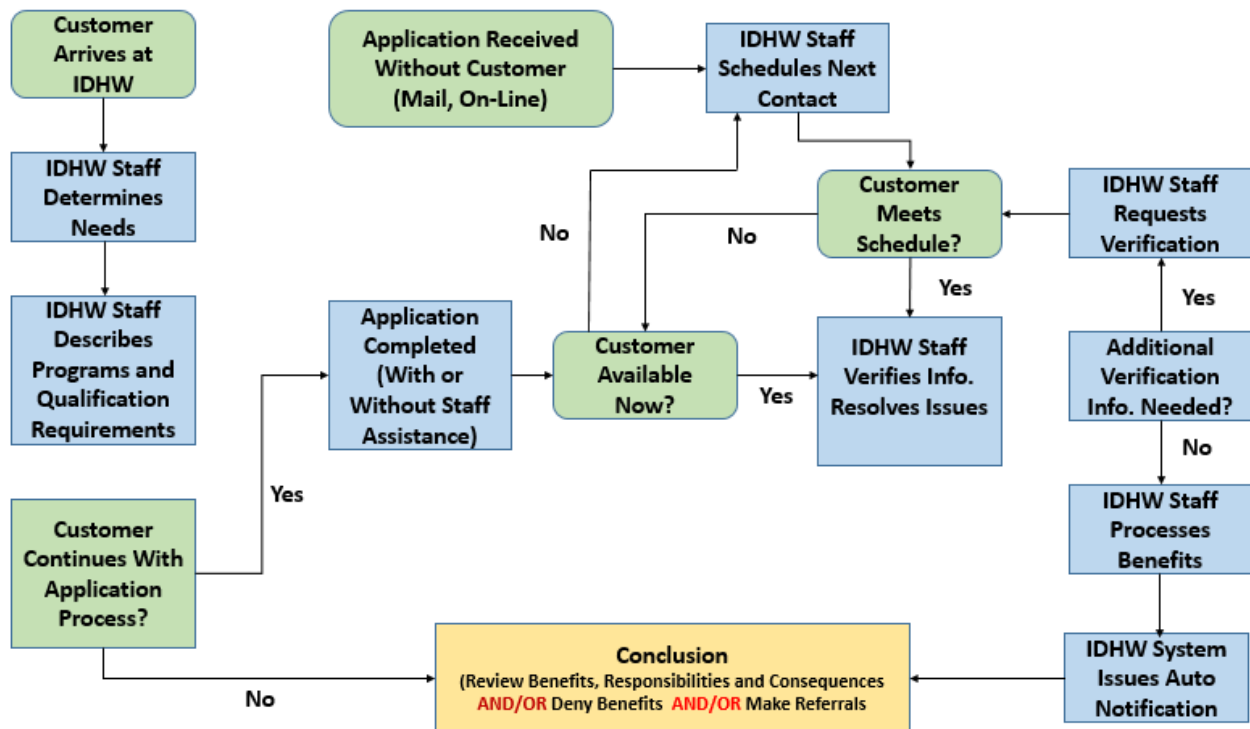 Customer
Arrives at
IDHW
IDHW Staff
Determines
Needs
IDHW Staff
Describes
Programs and
Qualification
Requirements
Customer
Continues With
Application
Process?
Yes
No
Application Received
Without Customer
(Mail, On-Line)
IDHW Staff
Schedules Next
Contact
Customer
Meets
Schedule?
No
No
Yes
Application
Completed
(With or
Without Staff
Assistance)
Customer
Available
Now?
Yes
IDHW Staff
Verifies Info.
Resolves Issues
IDHW Staff
Requests
Verification
Yes
Additional
Verification
Info. Needed?
No
IDHW Staff
Processes
Benefits
IDHW System
Issues Auto
Notification
Conclusion
(Review Benefits, Responsibilities and Consequences
AND/OR Deny Benefits AND/OR Make Referrals